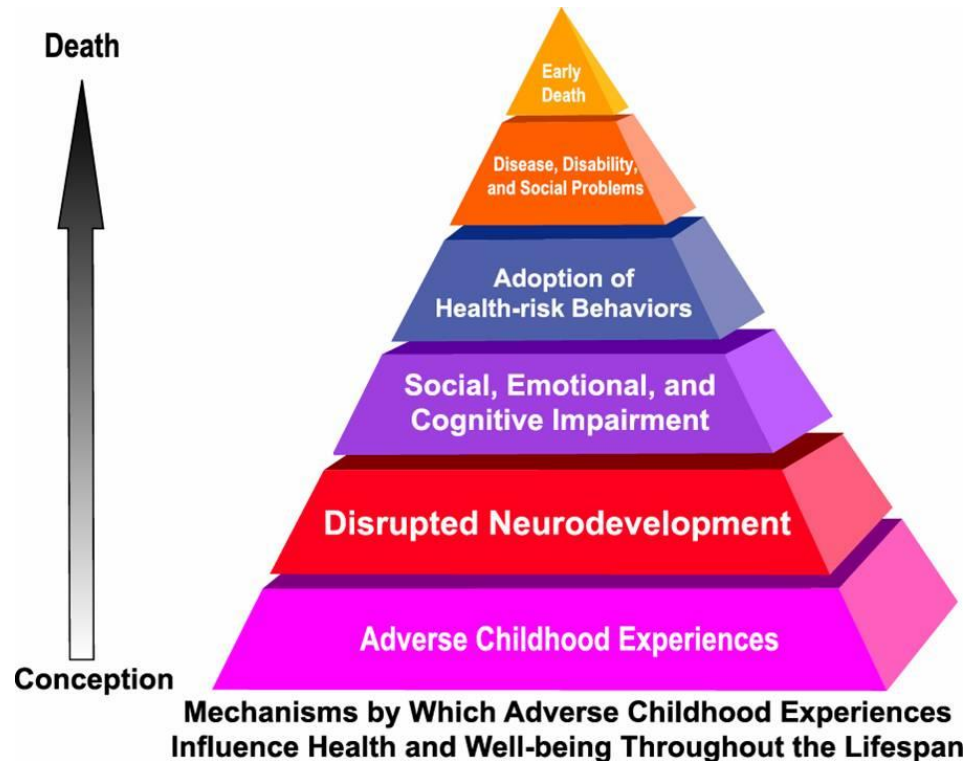 Death
Early
Death
Disease, Disability,
and Social Problems
Adoption of
Health-risk Behaviors
Social, Emotional, and
Cognitive Impairment
Disrupted Neurodevelopment
Adverse Childhood Experiences
Conception
Mechanisms by Which Adverse Childhood Experiences
Influence Health and Well-being Throughout the Lifespan